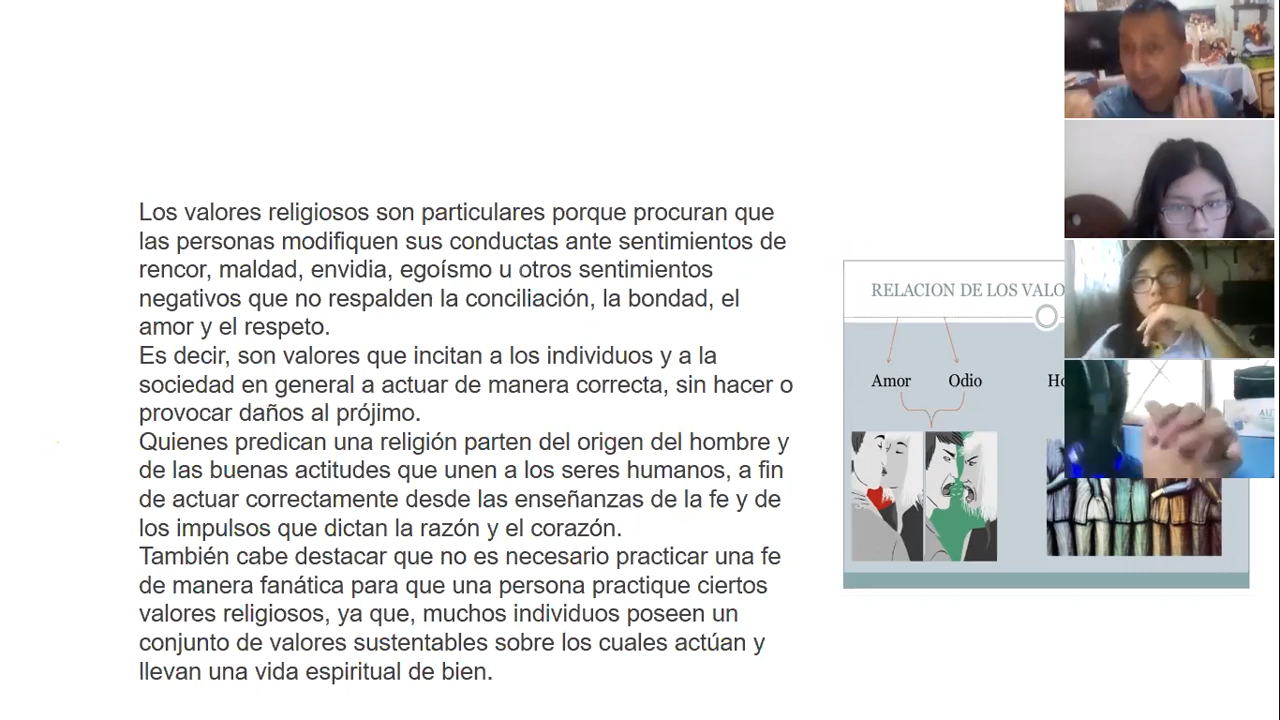 Los valores religiosos son particulares porque procuran que
las personas modifiquen sus conductas ante sentimientos de
rencor, maldad, envidia, egoísmo u otros sentimientos
negativos que no respalden la conciliación, la bondad, el
amor y el respeto.
Es decir, son valores que incitan a los individuos y a la
sociedad en general a actuar de manera correcta, sin hacer o
provocar daños al prójimo.
Quienes predican una religión parten del origen del hombre y
de las buenas actitudes que unen a los seres humanos, a fin
de actuar correctamente desde las enseñanzas de la fe y de
los impulsos que dictan la razón y el corazón.
También cabe destacar que no es necesario practicar una fe
de manera fanática para que una persona practique ciertos
valores religiosos, ya que, muchos individuos poseen un
conjunto de valores sustentables sobre los cuales actúan y
llevan una vida espiritual de bien.
RELACION DE LOS VALO
Amor Odio Ho